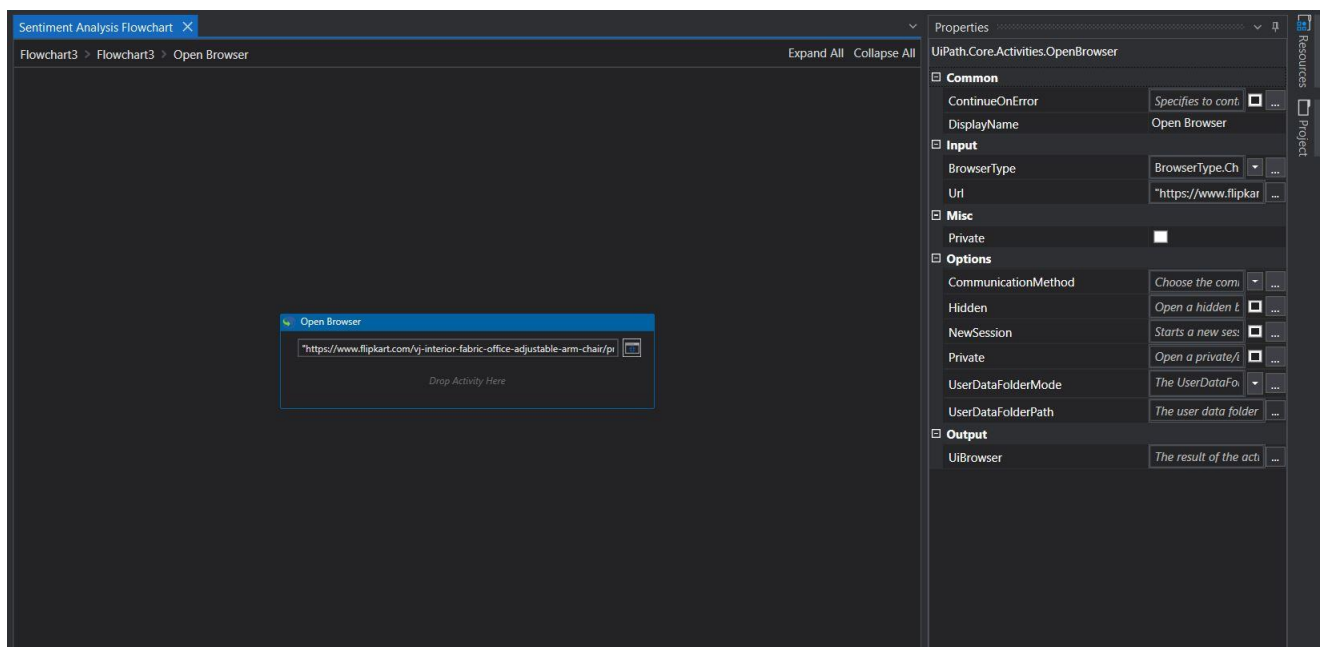 Sentiment Analysis Flowchart
Flowchart3 > Flowchart3 > Open Browser
Expand All Collapse All
Open Browser
"https://www.flipkart.com/vj-interior-fabric-office-adjustable-arm-chair/pr
Drop Activity Here
Properties
UiPath.Core.Activities.OpenBrowser
Common
ContinueOnError Specifies to conti ...
DisplayName Open Browser
Input
BrowserType BrowserType.Ch ...
Url "https://www.flipkar ...
Misc
Private
Options
CommunicationMethod Choose the com ...
Hidden Open a hidden b ...
NewSession Starts a new ses: ...
Private Open a private/i ...
UserDataFolderMode The UserDataFo ...
UserDataFolderPath The user data folder ...
Output
UiBrowser The result of the acti ...
Resources
Project